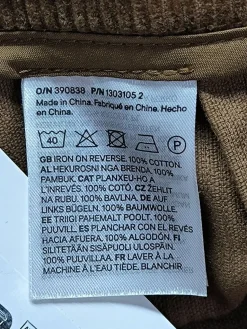 O/N 390838 P/N 1303105 2
Made in China. Fabriqué en Chine. Hecho
en China.
40 P
GB IRON ON REVERSE. 100% COTTON.
AL HEKUROSNI NGA BRENDA. 100%
PAMBUK. CAT PLANXEU-HO A
L'INREVÉS. 100% COTÓ. CZ ŽEHLIT
NA RUBU. 100% BAVLNA. DE AUF
LINKS BÜGELN. 100% BAUMWOLLE.
EE TRIIGI PAHEMALT POOLT. 100%
PUUVILL. ES PLANCHAR CON EL REVÉS
HACIA AFUERA. 100% ALGODÓN. FI
SILITETÄÄN SISÄPUOLI ULOSPÄIN.
100% PUUVILLA. FR LAVER À LA
MACHINE À L'EAU TIÈDE, BLANCHIR